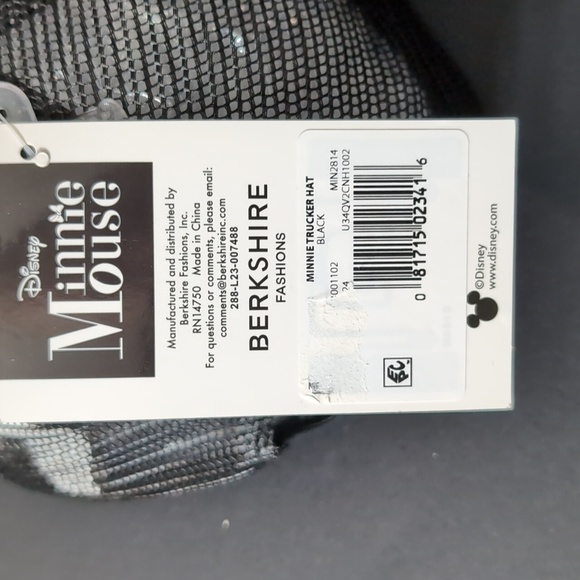 Disney
Minnie
Mouse
Manufactured and distributed by
Berkshire Fashions, Inc.
RN14750 Made in China
For questions or comments, please email:
comments@berkshireinc.com
288-L23-007488
BERKSHIRE
FASHIONS
MINNIE TRUCKER HAT
BLACK
001102 MIN2814
24 U34QV2CNH1002
0 81715 02341 6
©Disney
www.disney.com